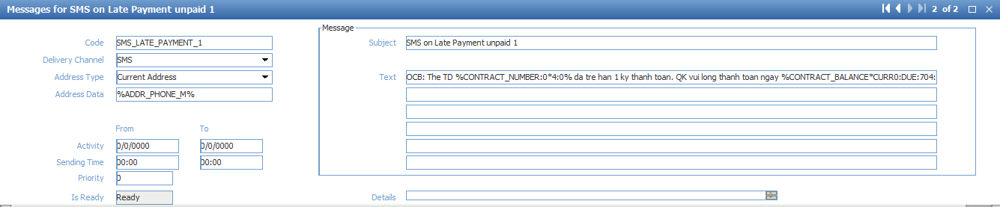 Messages for SMS on Late Payment unpaid 1
2 of 2
Message
Code SMS_LATE_PAYMENT_1
Subject SMS on Late Payment unpaid 1
Delivery Channel SMS
Address Type Current Address
Text OCB: The TD %CONTRACT_NUMBER:0*4:0% da tre han 1 ky thanh toan. QK vui long thanh toan ngay %CONTRACT_BALANCE*CURR0:DUE:704:
Address Data %ADDR_PHONE_M%
From To
Activity 0/0/0000 0/0/0000
Sending Time 00:00 00:00
Priority 0
Is Ready Ready
Details